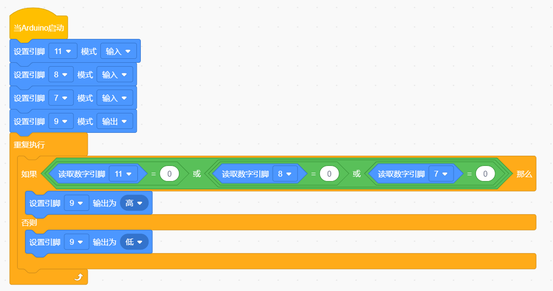 当Arduino启动
设置引脚 11 模式 输入
设置引脚 8 模式 输入
设置引脚 7 模式 输入
设置引脚 9 模式 输出
重复执行
如果 读取数字引脚 11 = 0 或 读取数字引脚 8 = 0 或 读取数字引脚 7 = 0 那么
设置引脚 9 输出为 高
否则
设置引脚 9 输出为 低